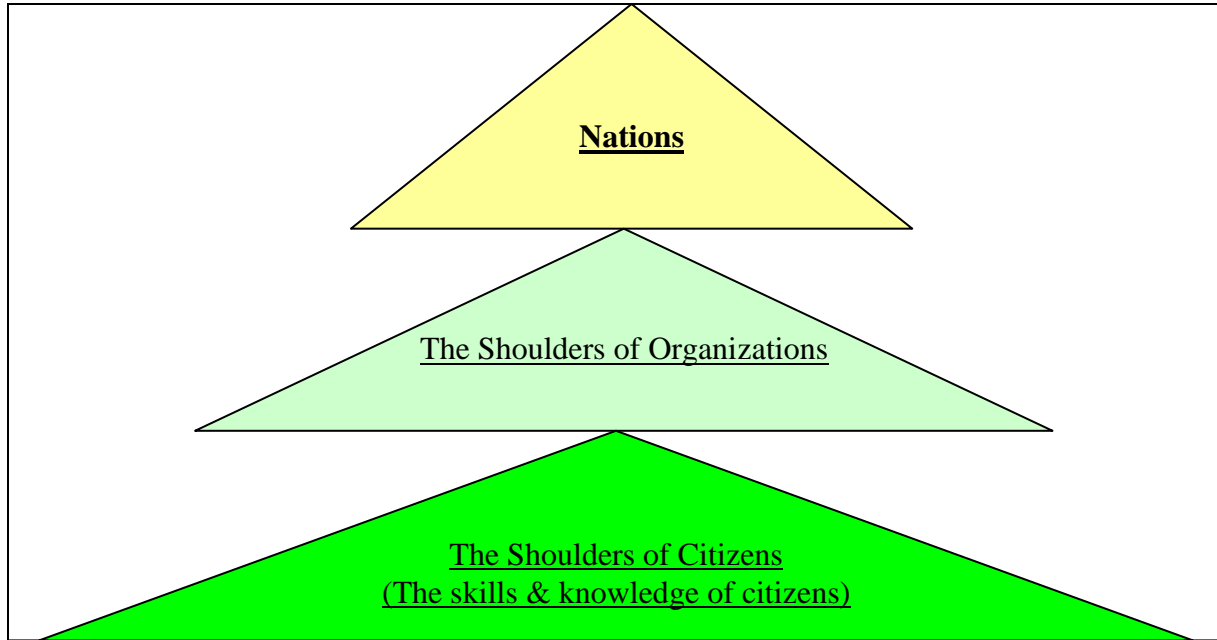 Nations
The Shoulders of Organizations
The Shoulders of Citizens
(The skills & knowledge of citizens)